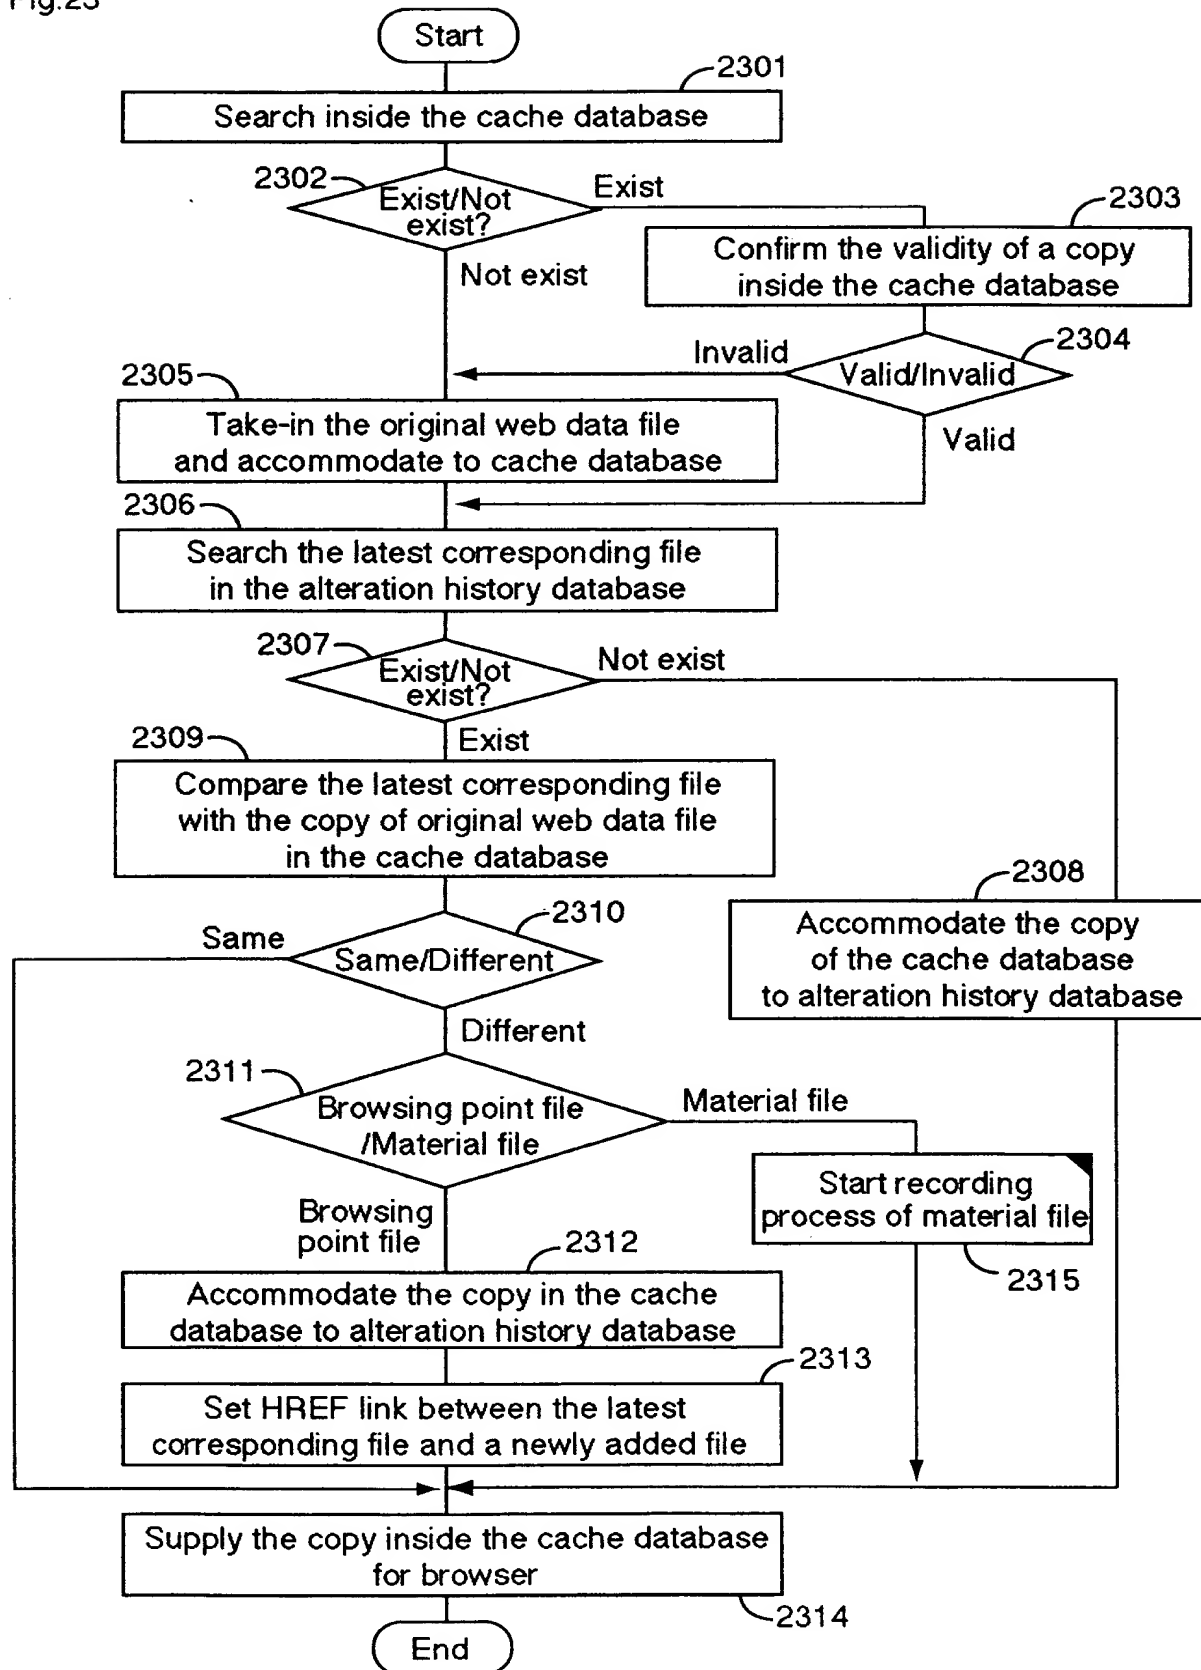 Fig.23
Start
2301
Search inside the cache database
2302
Exist/Not
exist?
Exist
Not exist
2303
Confirm the validity of a copy
inside the cache database
2304
Valid/Invalid
Invalid
Valid
2305
Take-in the original web data file
and accommodate to cache database
2306
Search the latest corresponding file
in the alteration history database
2307
Exist/Not
exist?
Not exist
Exist
2309
Compare the latest corresponding file
with the copy of original web data file
in the cache database
2308
Accommodate the copy
of the cache database
to alteration history database
2310
Same
Same/Different
Different
2311
Browsing point file
/Material file
Material file
Start recording
process of material file
2315
Browsing
point file
2312
Accommodate the copy in the cache
database to alteration history database
2313
Set HREF link between the latest
corresponding file and a newly added file
Supply the copy inside the cache database
for browser
2314
End